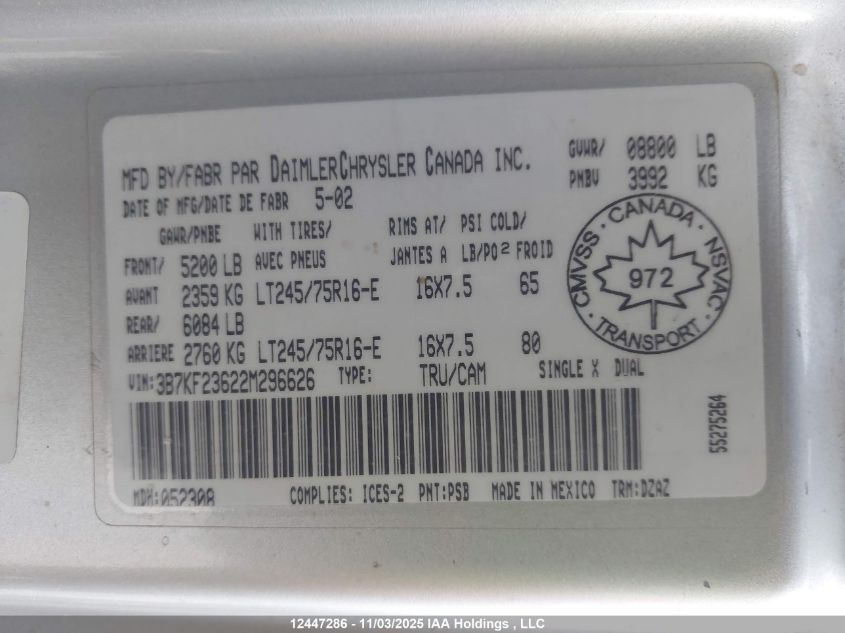 MFD BY/FABR PAR DAIMLERCHRYSLER CANADA INC. GVWR/ 08800 LB
DATE OF MFG/DATE DE FABR 5-02 PNBV 3992 KG
GAWR/PNBE WITH TIRES/ RIMS AT/ PSI COLD/
FRONT/ 5200 LB AVEC PNEUS JANTES A LB/PO² FROID
AVANT 2359 KG LT245/75R16-E 16X7.5 65
REAR/ 6084 LB
ARRIERE 2760 KG LT245/75R16-E 16X7.5 80
VIN:3B7KF23622M296626 TYPE: TRU/CAM SINGLE X DUAL
CANADA
CMVSS 972 NSVAC
TRANSPORT
55275264
MDH:052308 COMPLIES: ICES-2 PNT:PSB MADE IN MEXICO TRM:DZAZ
12447286 - 11/03/2025 IAA Holdings , LLC